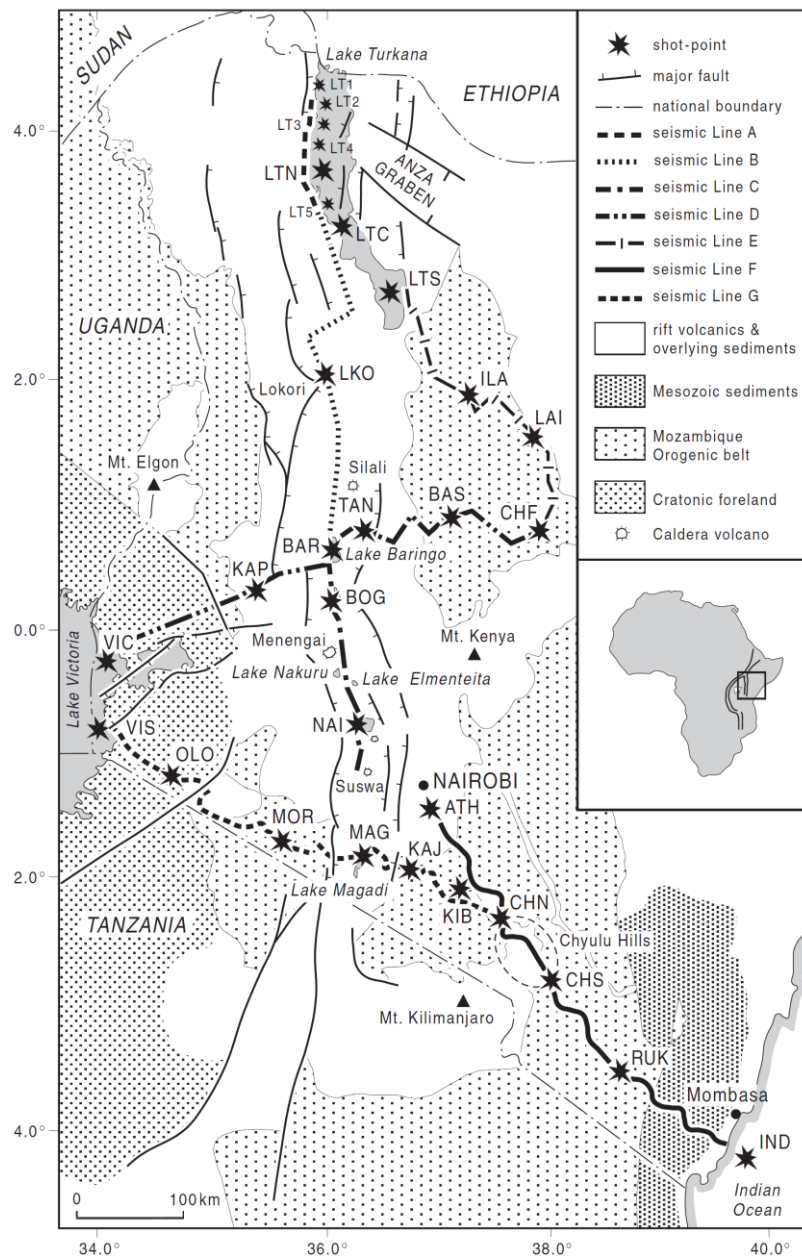 SUDAN
Lake Turkana
ETHIOPIA
LT1
LT2
LT3
LT4
LTN
LT5
LTC
LTS
ANZA
GRABEN
UGANDA
LKO
Lokori
ILA
LAI
Mt. Elgon
Silali
TAN
BAS
CHF
BAR
Lake Baringo
KAP
BOG
VIC
Menengai
Mt. Kenya
Lake Victoria
Lake Nakuru
Lake Elmenteita
NAI
VIS
OLO
Suswa
NAIROBI
ATH
MOR
MAG
KAJ
Lake Magadi
KIB
CHN
TANZANIA
Chyulu Hills
CHS
Mt. Kilimanjaro
RUK
Mombasa
IND
Indian
Ocean
0
100 km
4.0°
2.0°
0.0°
2.0°
4.0°
34.0°
36.0°
38.0°
40.0°
shot-point
major fault
national boundary
seismic Line A
seismic Line B
seismic Line C
seismic Line D
seismic Line E
seismic Line F
seismic Line G
rift volcanics &
overlying sediments
Mesozoic sediments
Mozambique
Orogenic belt
Cratonic foreland
Caldera volcano